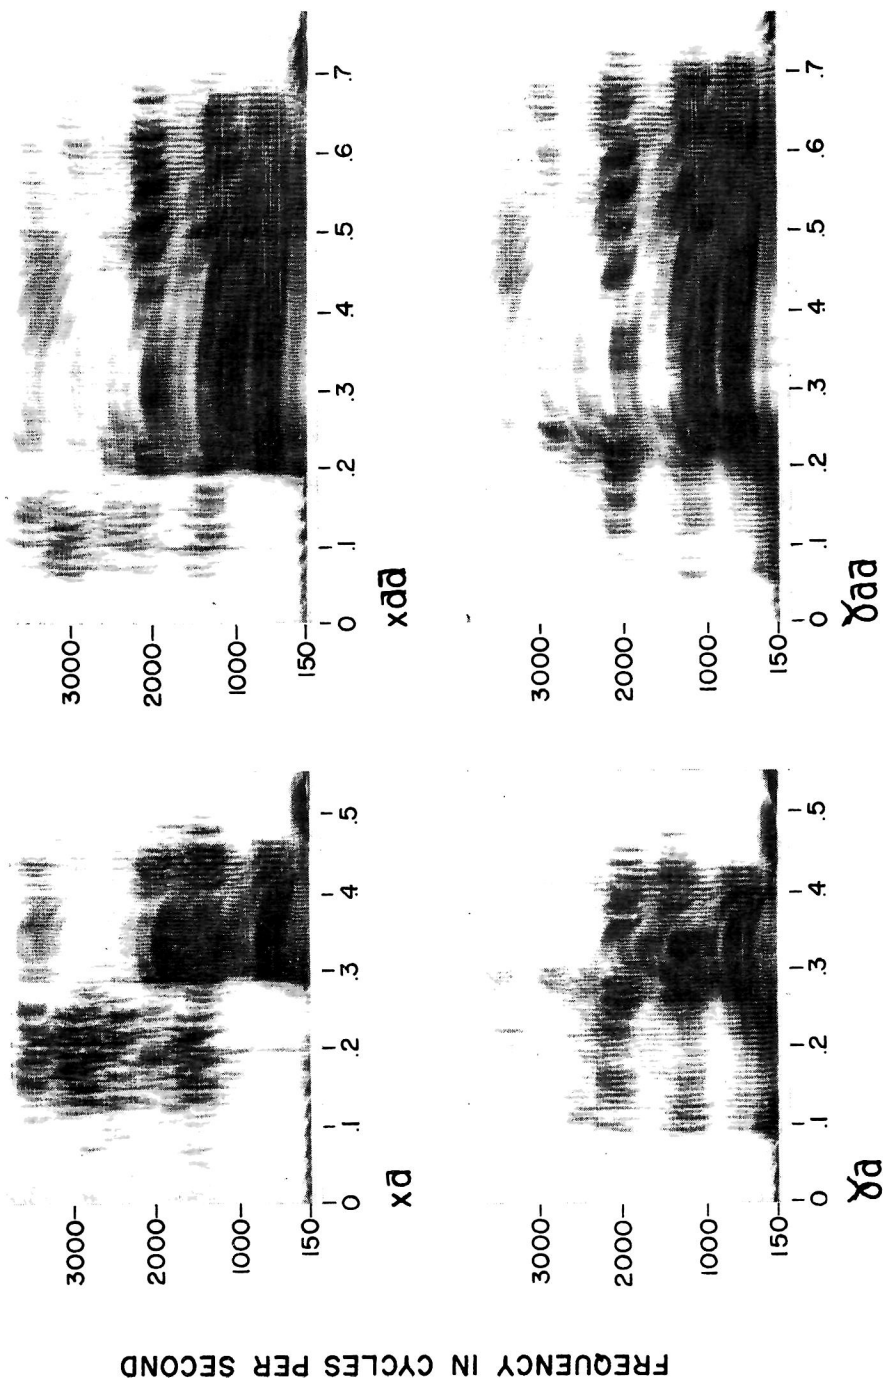 FREQUENCY IN CYCLES PER SECOND
3000-
2000-
1000-
150-
0 .1 .2 .3 .4 .5
xa
3000-
2000-
1000-
150-
0 .1 .2 .3 .4 .5 .6 .7
xaa
3000-
2000-
1000-
150-
0 .1 .2 .3 .4 .5
ɣa
3000-
2000-
1000-
150-
0 .1 .2 .3 .4 .5 .6 .7
ɣaa